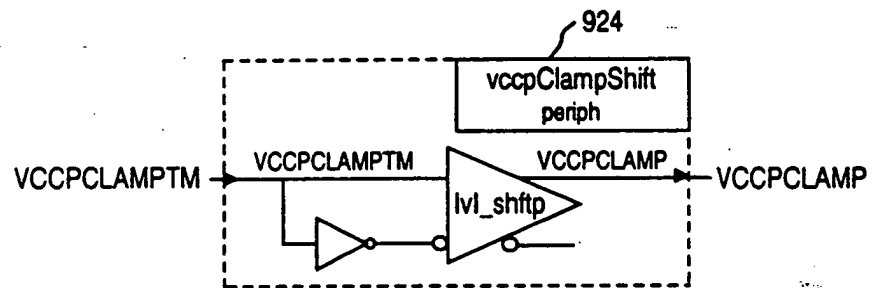 924
vccpClampShift
periph
VCCPCLAMPTM
VCCPCLAMPTM
lvl_shftp
VCCPCLAMP
VCCPCLAMP